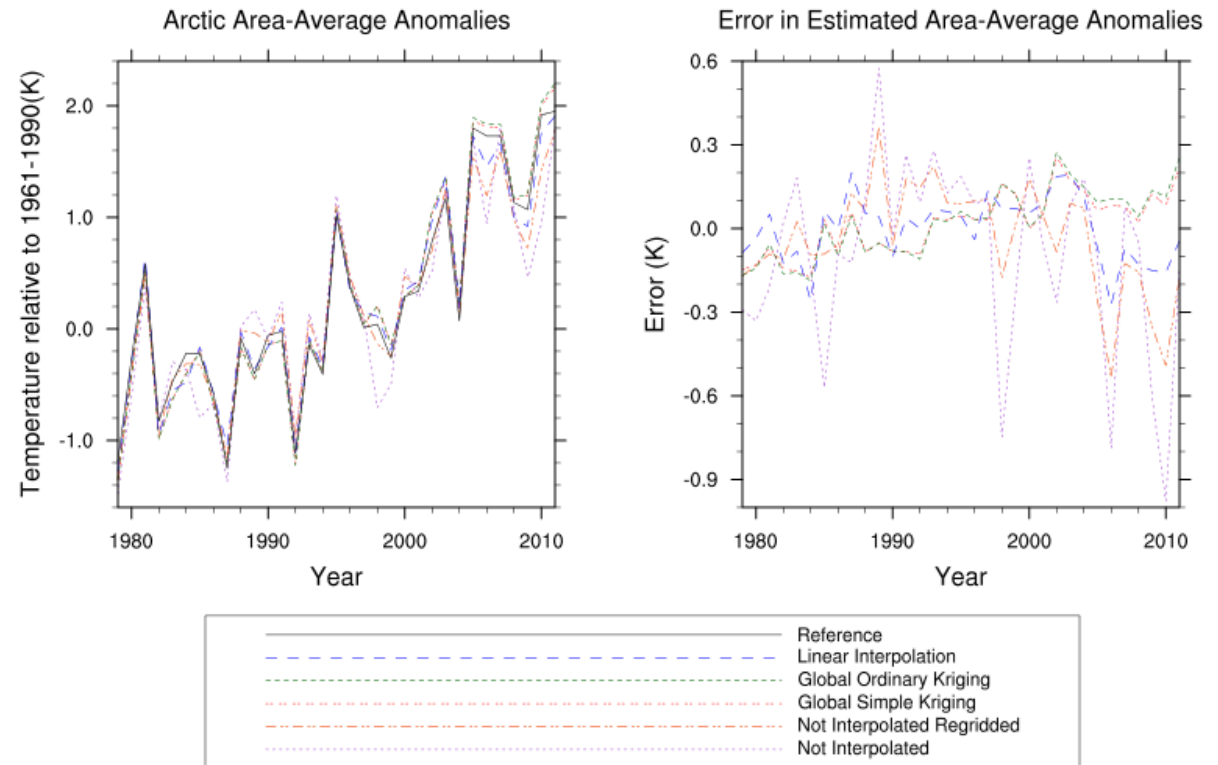 Arctic Area-Average Anomalies
Temperature relative to 1961-1990(K
2.0
1.0
0.0
-1.0
1980
1990
2000
2010
Year
Error in Estimated Area-Average Anomalies
Error (K)
0.6
0.3
0.0
-0.3
-0.6
-0.9
1980
1990
2000
2010
Year
Reference
Linear Interpolation
Global Ordinary Kriging
Global Simple Kriging
Not Interpolated Regridded
Not Interpolated